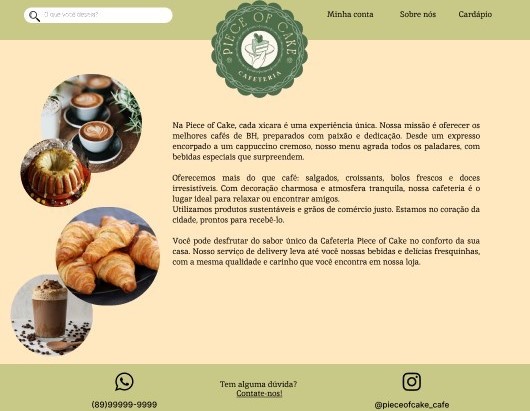 O que você deseja?
Minha conta
Sobre nós
Cardápio
PIECE OF CAKE
CAFETERIA
Na Piece of Cake, cada xícara é uma experiência única. Nossa missão é oferecer os
melhores cafés de BH, preparados com paixão e dedicação. Desde um expresso
encorpado a um cappuccino cremoso, nosso menu agrada todos os paladares, com
bebidas especiais que surpreendem.
Oferecemos mais do que café: salgados, croissants, bolos frescos e doces
irresistíveis. Com decoração charmosa e atmosfera tranquila, nossa cafeteria é o
lugar ideal para relaxar ou encontrar amigos.
Utilizamos produtos sustentáveis e grãos de comércio justo. Estamos no coração da
cidade, prontos para recebê-lo.
Você pode desfrutar do sabor único da Cafeteria Piece of Cake no conforto da sua
casa. Nosso serviço de delivery leva até você nossas bebidas e delícias fresquinhas,
com a mesma qualidade e carinho que você encontra em nossa loja.
Tem alguma dúvida?
Contate-nos!
(89)99999-9999
@pieceofcake_cafe